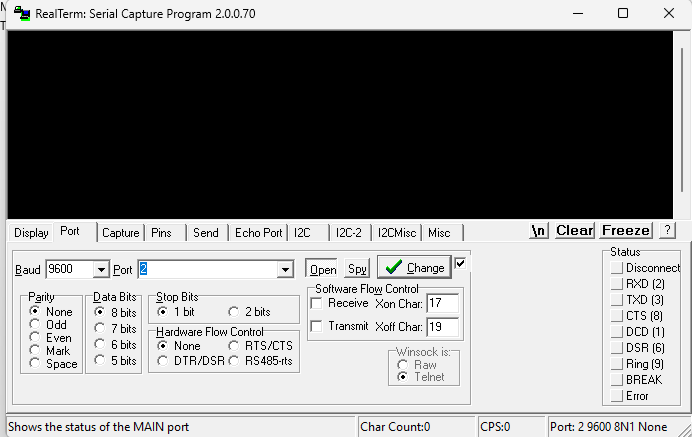 RealTerm: Serial Capture Program 2.0.0.70
Display Port Capture Pins Send Echo Port I2C I2C-2 I2CMisc Misc \n Clear Freeze ?
Baud 9600 Port 2 Open Spy Change
Parity
None
Odd
Even
Mark
Space
Data Bits
8 bits
7 bits
6 bits
5 bits
Stop Bits
1 bit 2 bits
Hardware Flow Control
None RTS/CTS
DTR/DSR RS485-rts
Software Flow Control
Receive Xon Char: 17
Transmit Xoff Char: 19
Winsock is:
Raw
Telnet
Status
Disconnect
RXD (2)
TXD (3)
CTS (8)
DCD (1)
DSR (6)
Ring (9)
BREAK
Error
Shows the status of the MAIN port Char Count:0 CPS:0 Port: 2 9600 8N1 None